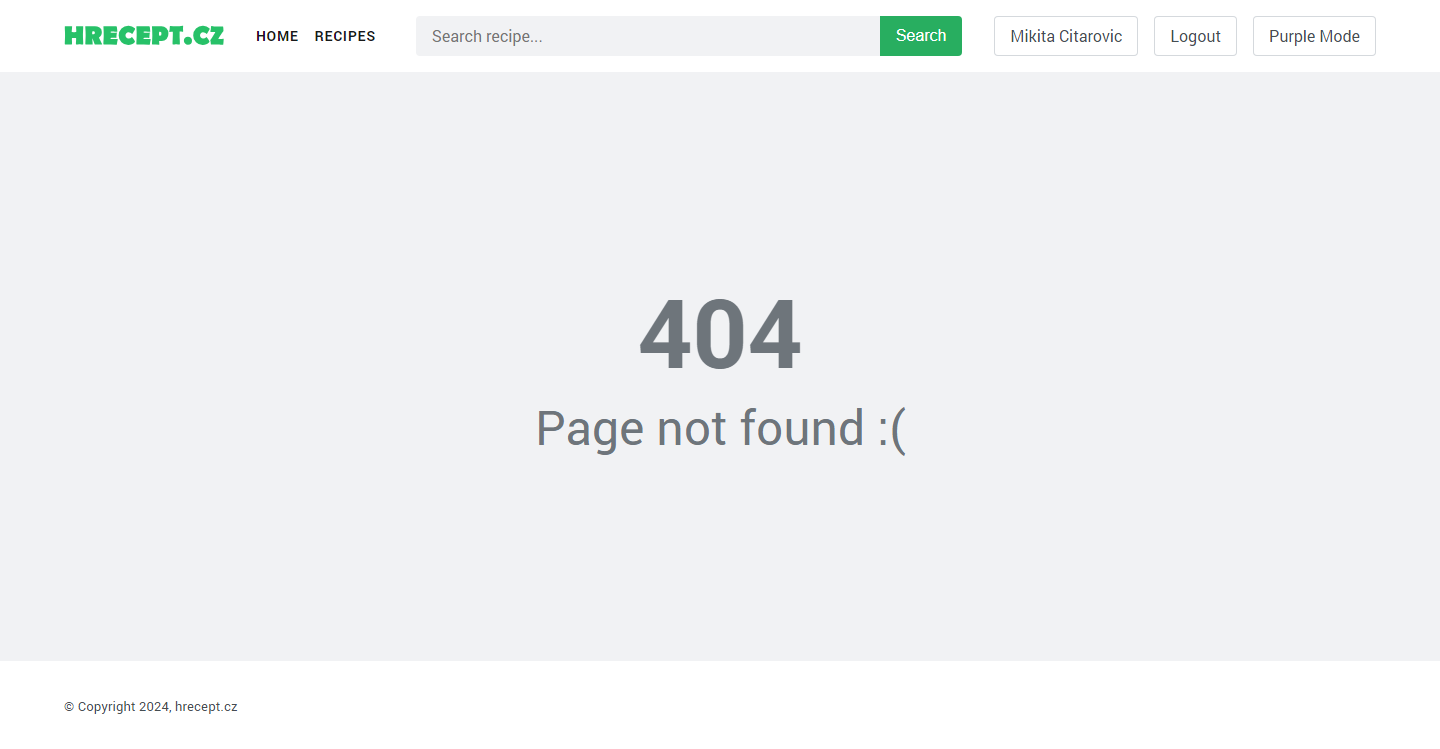 HRECEPT.CZ HOME RECIPES Search recipe... Search Mikita Citarovic Logout Purple Mode
404
Page not found :(
© Copyright 2024, hrecept.cz